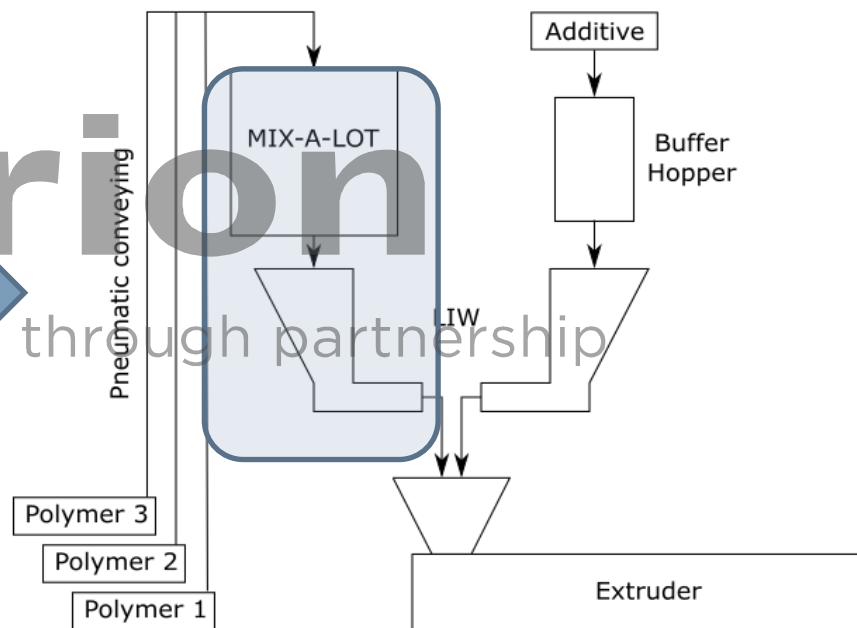 Additive
MIX-A-LOT
Buffer
Hopper
Pneumatic conveying
rion
LIW
through partnership
Polymer 3
Polymer 2
Polymer 1
Extruder